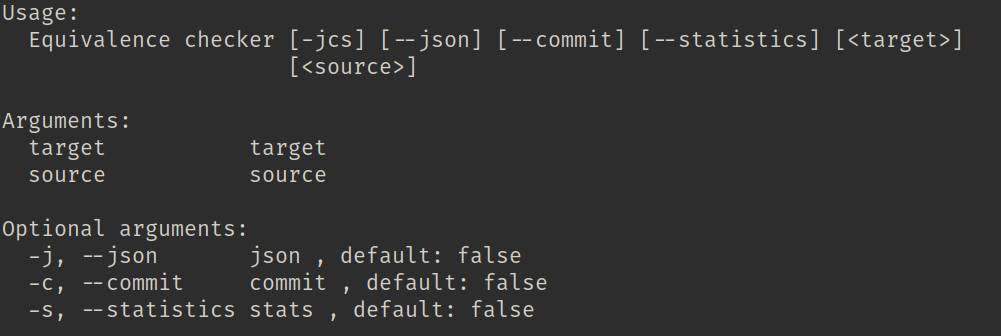 Usage:
  Equivalence checker [-jcs] [--json] [--commit] [--statistics] [<target>]
                      [<source>]

Arguments:
  target           target
  source           source

Optional arguments:
  -j, --json       json , default: false
  -c, --commit     commit , default: false
  -s, --statistics stats , default: false